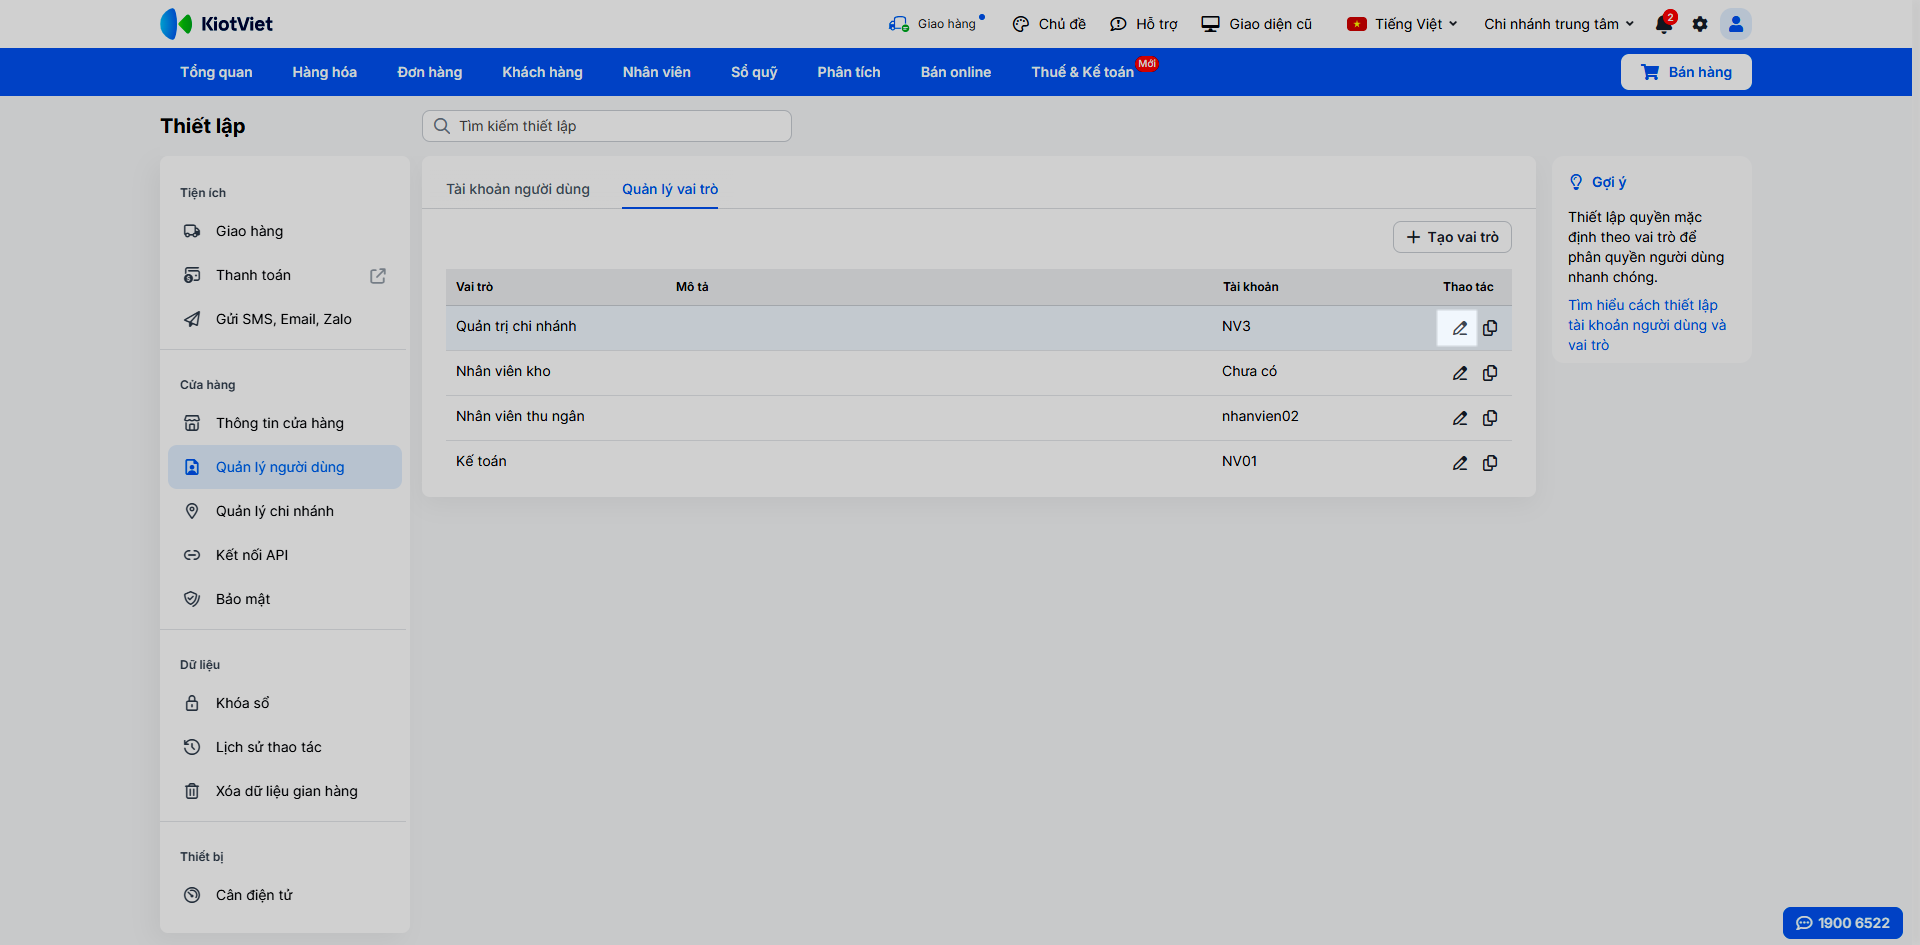 KiotViet
Giao hàng
Chủ đề
Hỗ trợ
Giao diện cũ
Tiếng Việt
Chi nhánh trung tâm
2
Tổng quan
Hàng hóa
Đơn hàng
Khách hàng
Nhân viên
Sổ quỹ
Phân tích
Bán online
Thuế & Kế toán
Mới
Bán hàng
Thiết lập
Tìm kiếm thiết lập
Tiện ích
Giao hàng
Thanh toán
Gửi SMS, Email, Zalo
Cửa hàng
Thông tin cửa hàng
Quản lý người dùng
Quản lý chi nhánh
Kết nối API
Bảo mật
Dữ liệu
Khóa sổ
Lịch sử thao tác
Xóa dữ liệu gian hàng
Thiết bị
Cân điện tử
Tài khoản người dùng
Quản lý vai trò
Tạo vai trò
Vai trò Mô tả Tài khoản Thao tác
Quản trị chi nhánh NV3
Nhân viên kho Chưa có
Nhân viên thu ngân nhanvien02
Kế toán NV01
Gợi ý
Thiết lập quyền mặc
định theo vai trò để
phân quyền người dùng
nhanh chóng.
Tìm hiểu cách thiết lập
tài khoản người dùng và
vai trò
1900 6522